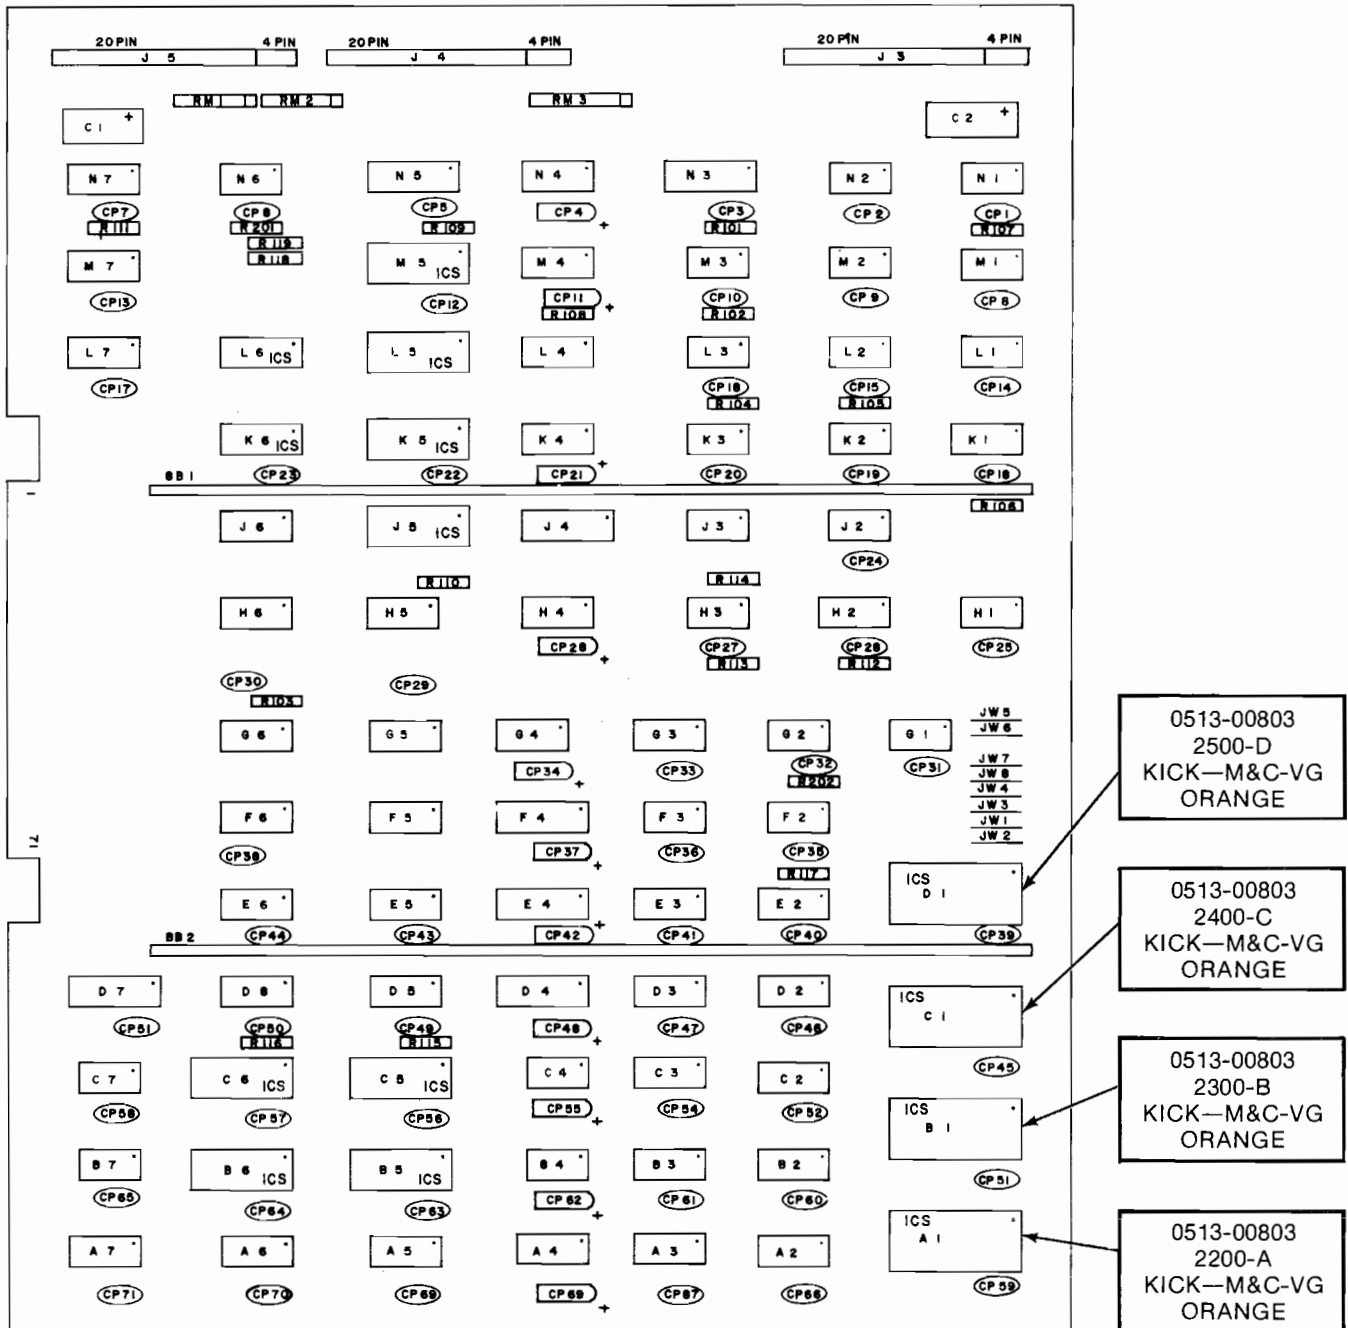 20 PIN 4 PIN 20 PIN 4 PIN 20 PIN 4 PIN
J 5 J 4 J 3
RM 1 RM 2 RM 3
C 1 + C 2 +
N 7 N 6 N 5 N 4 N 3 N 2 N 1
CP7 CP6 CP5 CP4 + CP3 CP2 CP1
R111 R201 R109 R101 R107
R119
R118
M 7 M 5 ICS M 4 M 3 M 2 M 1
CP13 CP12 CP11 + CP10 CP9 CP8
R108 R102
L 7 L 6 ICS L 5 ICS L 4 L 3 L 2 L 1
CP17 CP16 CP15 CP14
R104 R105
K 6 ICS K 5 ICS K 4 K 3 K 2 K 1
BB 1 CP23 CP22 CP21 + CP20 CP19 CP18
1 R106
J 6 J 5 ICS J 4 J 3 J 2
CP24
R110 R114
H 6 H 5 H 4 H 3 H 2 H 1
CP28 + CP27 CP26 CP25
R113 R112
CP30 CP29
R103
G 6 G 5 G 4 G 3 G 2 G 1
JW 5
JW 6
JW 7
JW 8
JW 4
JW 3
JW 1
JW 2
CP34 + CP33 CP32 CP31
R202
F 6 F 5 F 4 F 3 F 2
71
CP38 CP37 + CP36 CP35
R117
ICS D 1
0513-00803
2500-D
KICK—M&C-VG
ORANGE
E 6 E 5 E 4 E 3 E 2
BB 2 CP44 CP43 CP42 + CP41 CP40 CP39
0513-00803
2400-C
KICK—M&C-VG
ORANGE
D 7 D 6 D 5 D 4 D 3 D 2 ICS C 1
CP51 CP50 CP49 CP48 + CP47 CP46
R116 R115
C 7 C 6 ICS C 5 ICS C 4 C 3 C 2 CP45
CP58 CP57 CP56 CP55 + CP54 CP52
0513-00803
2300-B
KICK—M&C-VG
ORANGE
ICS B 1
B 7 B 6 ICS B 5 ICS B 4 B 3 B 2 CP51
CP65 CP64 CP63 CP62 + CP61 CP60
0513-00803
2200-A
KICK—M&C-VG
ORANGE
ICS A 1
A 7 A 6 A 5 A 4 A 3 A 2
CP71 CP70 CP69 CP69 + CP67 CP66 CP59